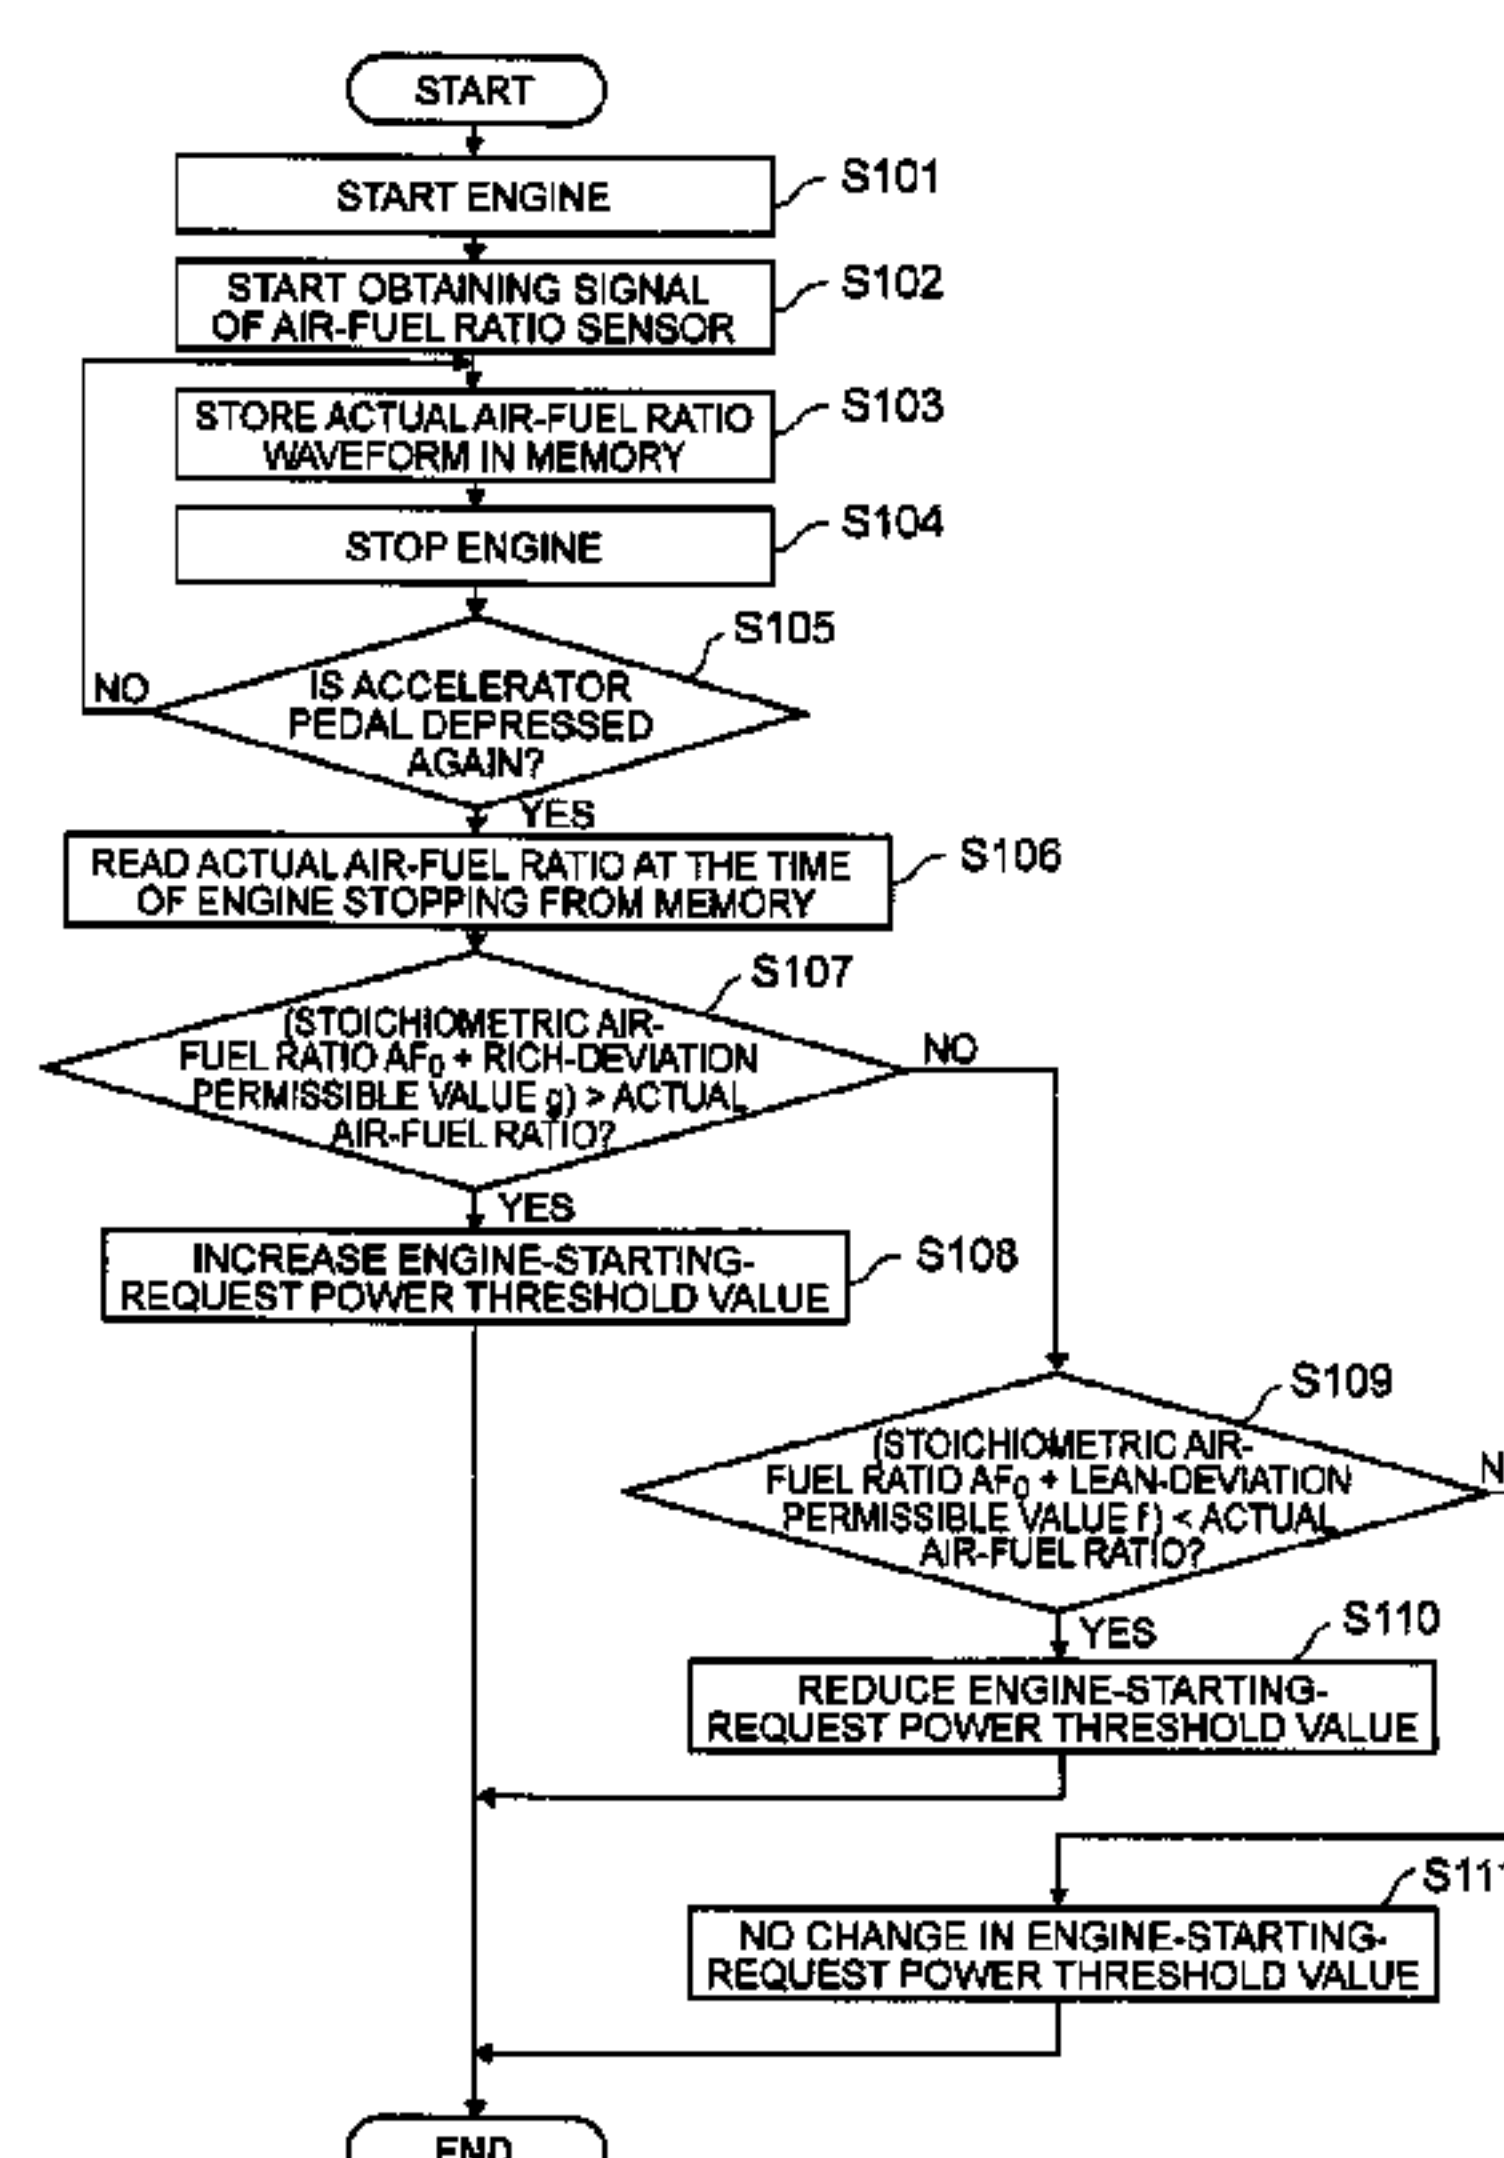 START
START ENGINE
S101
START OBTAINING SIGNAL
OF AIR-FUEL RATIO SENSOR
S102
STORE ACTUAL AIR-FUEL RATIO
WAVEFORM IN MEMORY
S103
STOP ENGINE
S104
S105
IS ACCELERATOR
PEDAL DEPRESSED
AGAIN?
NO
YES
READ ACTUAL AIR-FUEL RATIO AT THE TIME
OF ENGINE STOPPING FROM MEMORY
S106
S107
(STOICHIOMETRIC AIR-
FUEL RATIO AF₀ + RICH-DEVIATION
PERMISSIBLE VALUE g) > ACTUAL
AIR-FUEL RATIO?
NO
YES
INCREASE ENGINE-STARTING-
REQUEST POWER THRESHOLD VALUE
S108
S109
(STOICHIOMETRIC AIR-
FUEL RATIO AF₀ + LEAN-DEVIATION
PERMISSIBLE VALUE f) < ACTUAL
AIR-FUEL RATIO?
YES
S110
REDUCE ENGINE-STARTING-
REQUEST POWER THRESHOLD VALUE
S111
NO CHANGE IN ENGINE-STARTING-
REQUEST POWER THRESHOLD VALUE
END